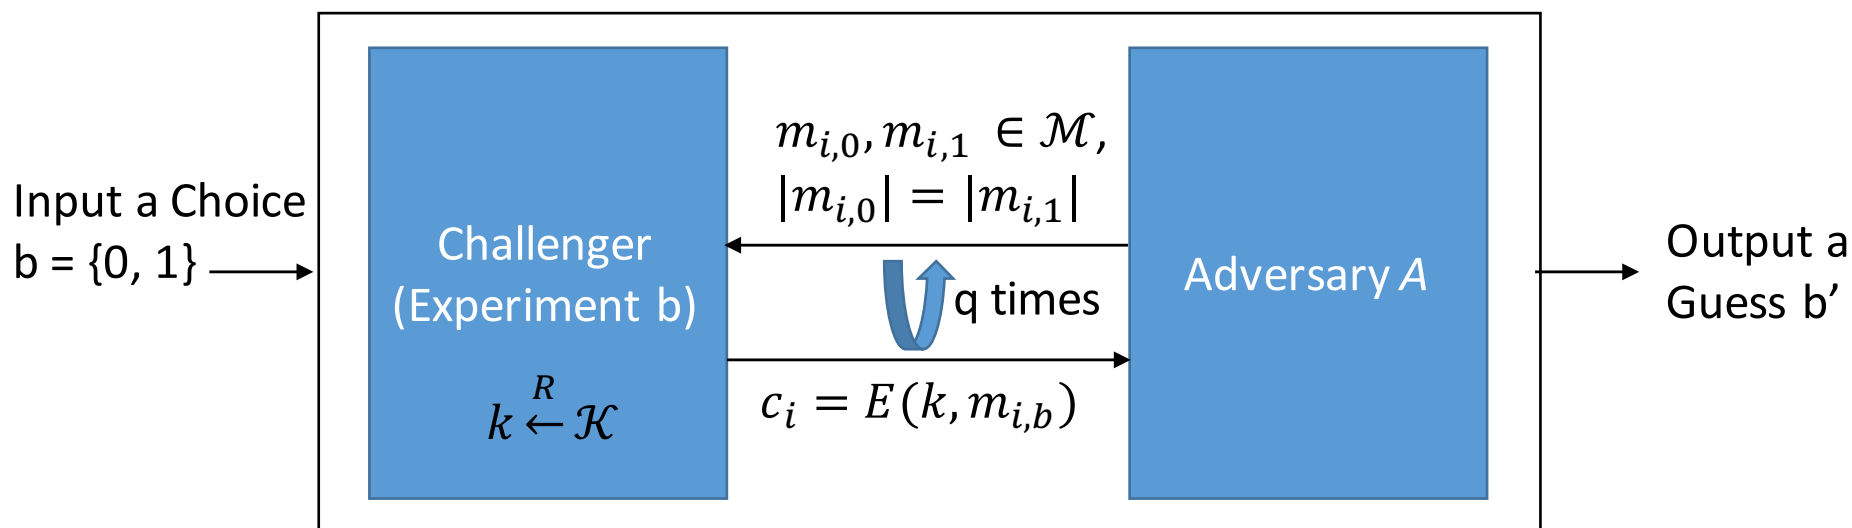 Input a Choice
b = {0, 1}
Challenger
(Experiment b)
k ←ᴿ 𝒦
m_{i,0}, m_{i,1} ∈ ℳ,
|m_{i,0}| = |m_{i,1}|
q times
c_i = E(k, m_{i,b})
Adversary A
Output a
Guess b’